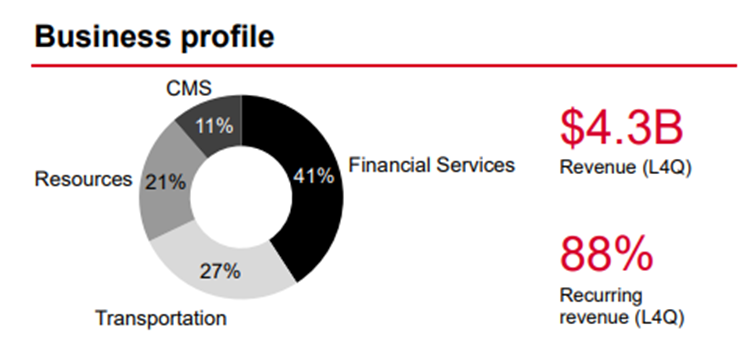 Business profile
CMS
11%
Resources
21%
41%
Financial Services
27%
Transportation
$4.3B
Revenue (L4Q)
88%
Recurring
revenue (L4Q)